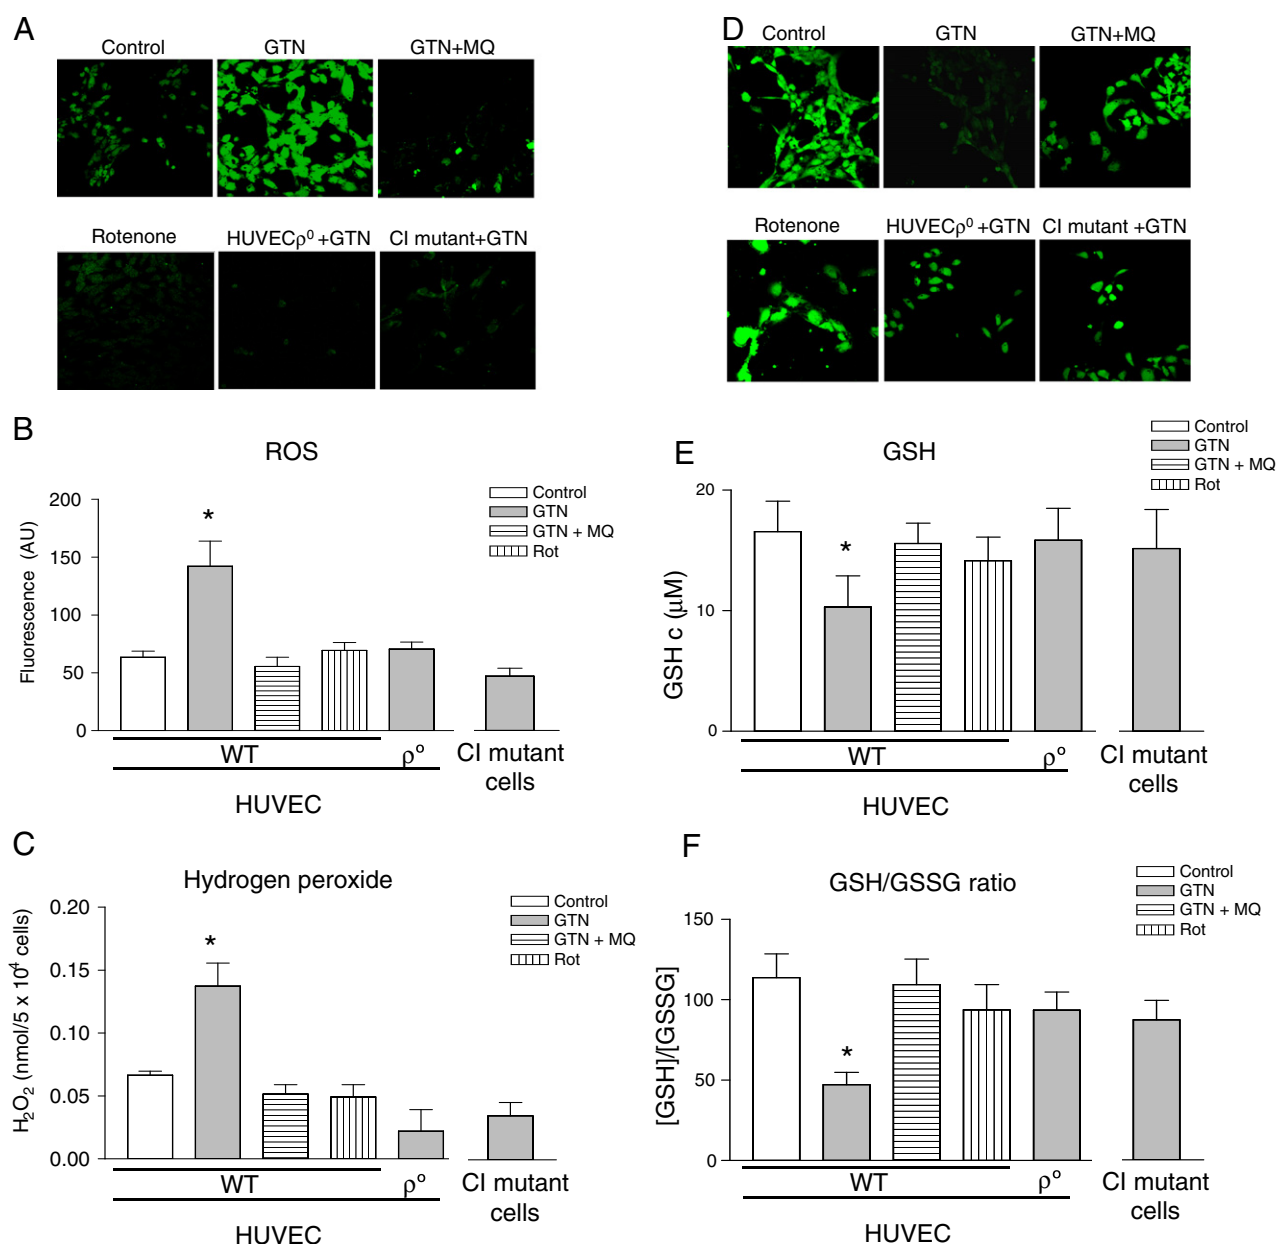 A
Control
GTN
GTN+MQ
Rotenone
HUVECρ⁰ +GTN
CI mutant+GTN
B
ROS
Fluorescence (AU)
200
150
100
50
0
*
Control
GTN
GTN + MQ
Rot
WT
ρ°
CI mutant
cells
HUVEC
C
Hydrogen peroxide
H₂O₂ (nmol/5 x 10⁴ cells)
0.20
0.15
0.10
0.05
0.00
*
Control
GTN
GTN + MQ
Rot
WT
ρ°
CI mutant
cells
HUVEC
D
Control
GTN
GTN+MQ
Rotenone
HUVECρ⁰ +GTN
CI mutant +GTN
E
GSH
GSH c (µM)
20
10
0
*
Control
GTN
GTN + MQ
Rot
WT
ρ°
CI mutant
cells
HUVEC
F
GSH/GSSG ratio
[GSH]/[GSSG]
150
100
50
0
*
Control
GTN
GTN + MQ
Rot
WT
ρ°
CI mutant
cells
HUVEC